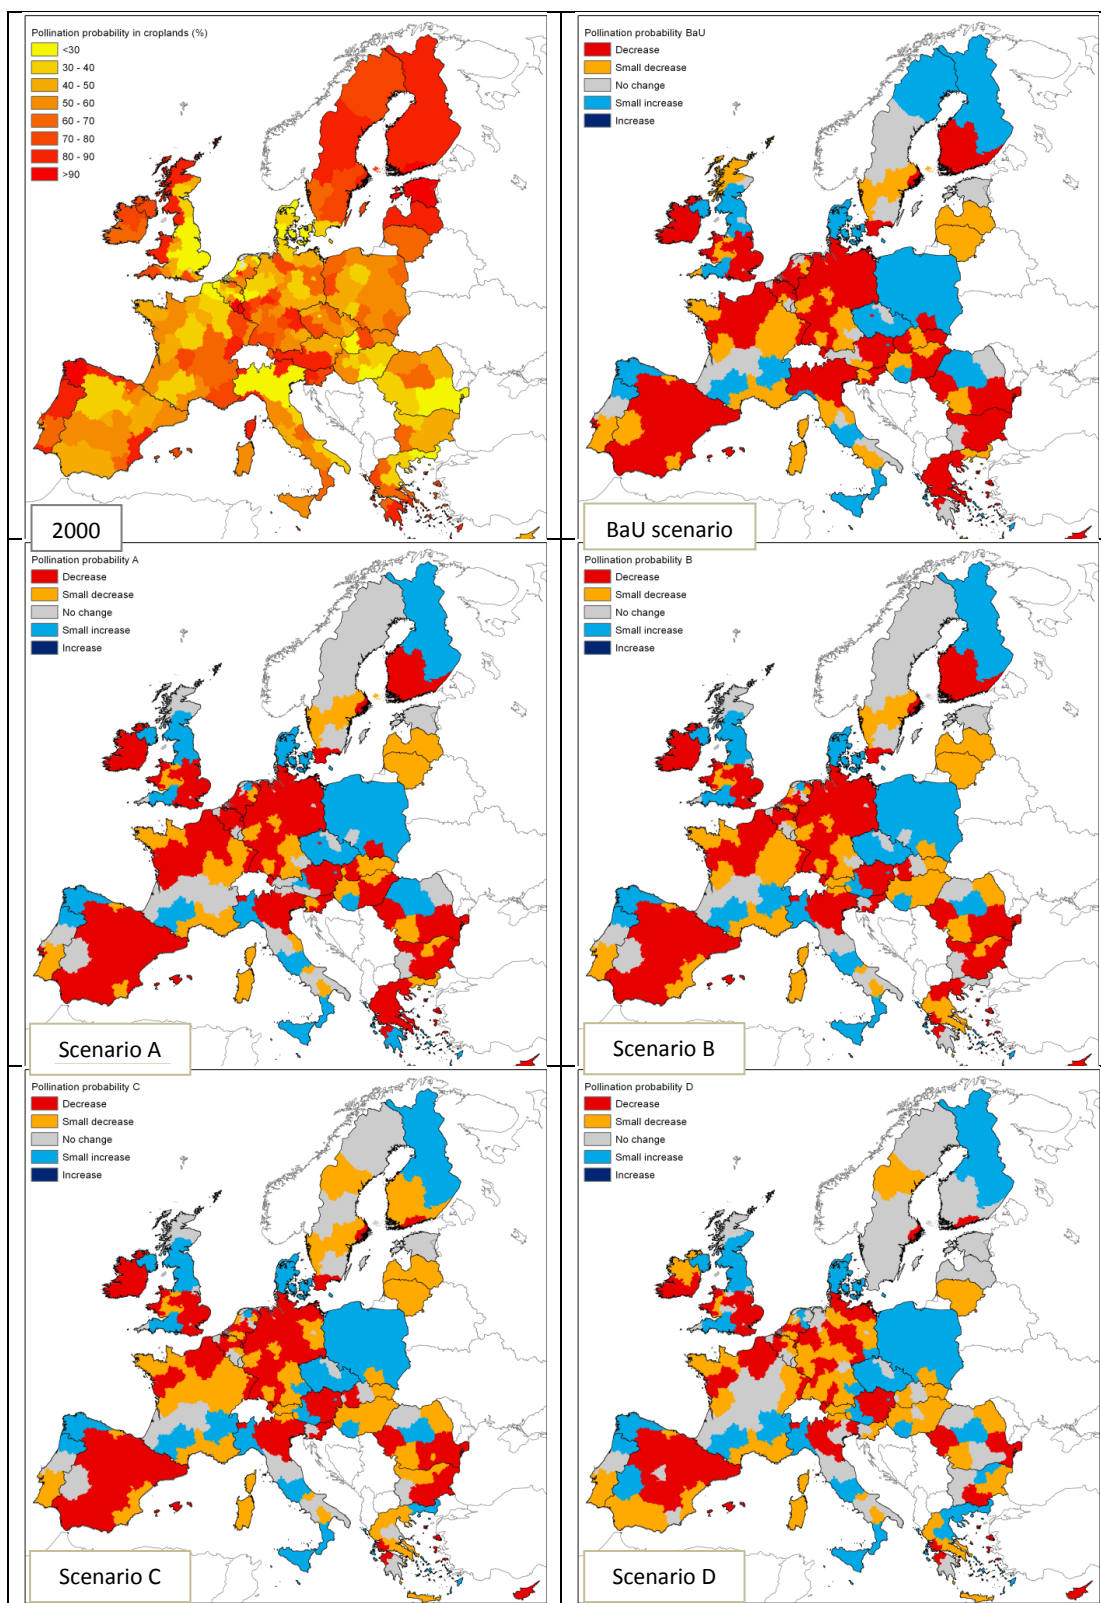 Pollination probability in croplands (%)
<30
30 - 40
40 - 50
50 - 60
60 - 70
70 - 80
80 - 90
>90
2000
Pollination probability BaU
Decrease
Small decrease
No change
Small increase
Increase
BaU scenario
Pollination probability A
Decrease
Small decrease
No change
Small increase
Increase
Scenario A
Pollination probability B
Decrease
Small decrease
No change
Small increase
Increase
Scenario B
Pollination probability C
Decrease
Small decrease
No change
Small increase
Increase
Scenario C
Pollination probability D
Decrease
Small decrease
No change
Small increase
Increase
Scenario D